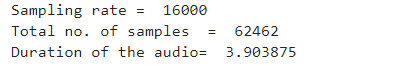 Sampling rate =  16000
Total no. of samples  =  62462
Duration of the audio=  3.903875